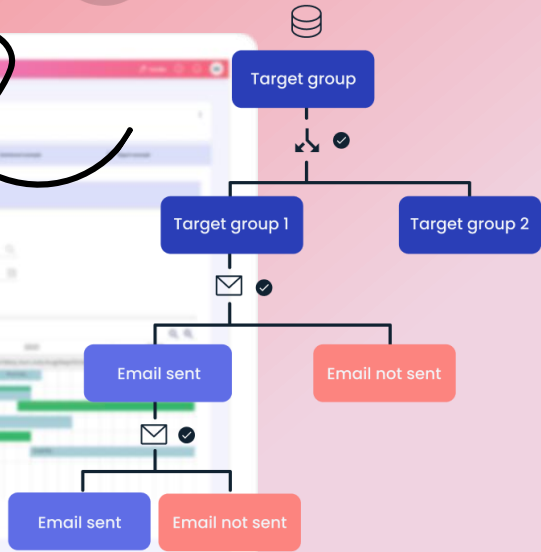 Target group
Target group 1
Target group 2
Email sent
Email not sent
Email sent
Email not sent